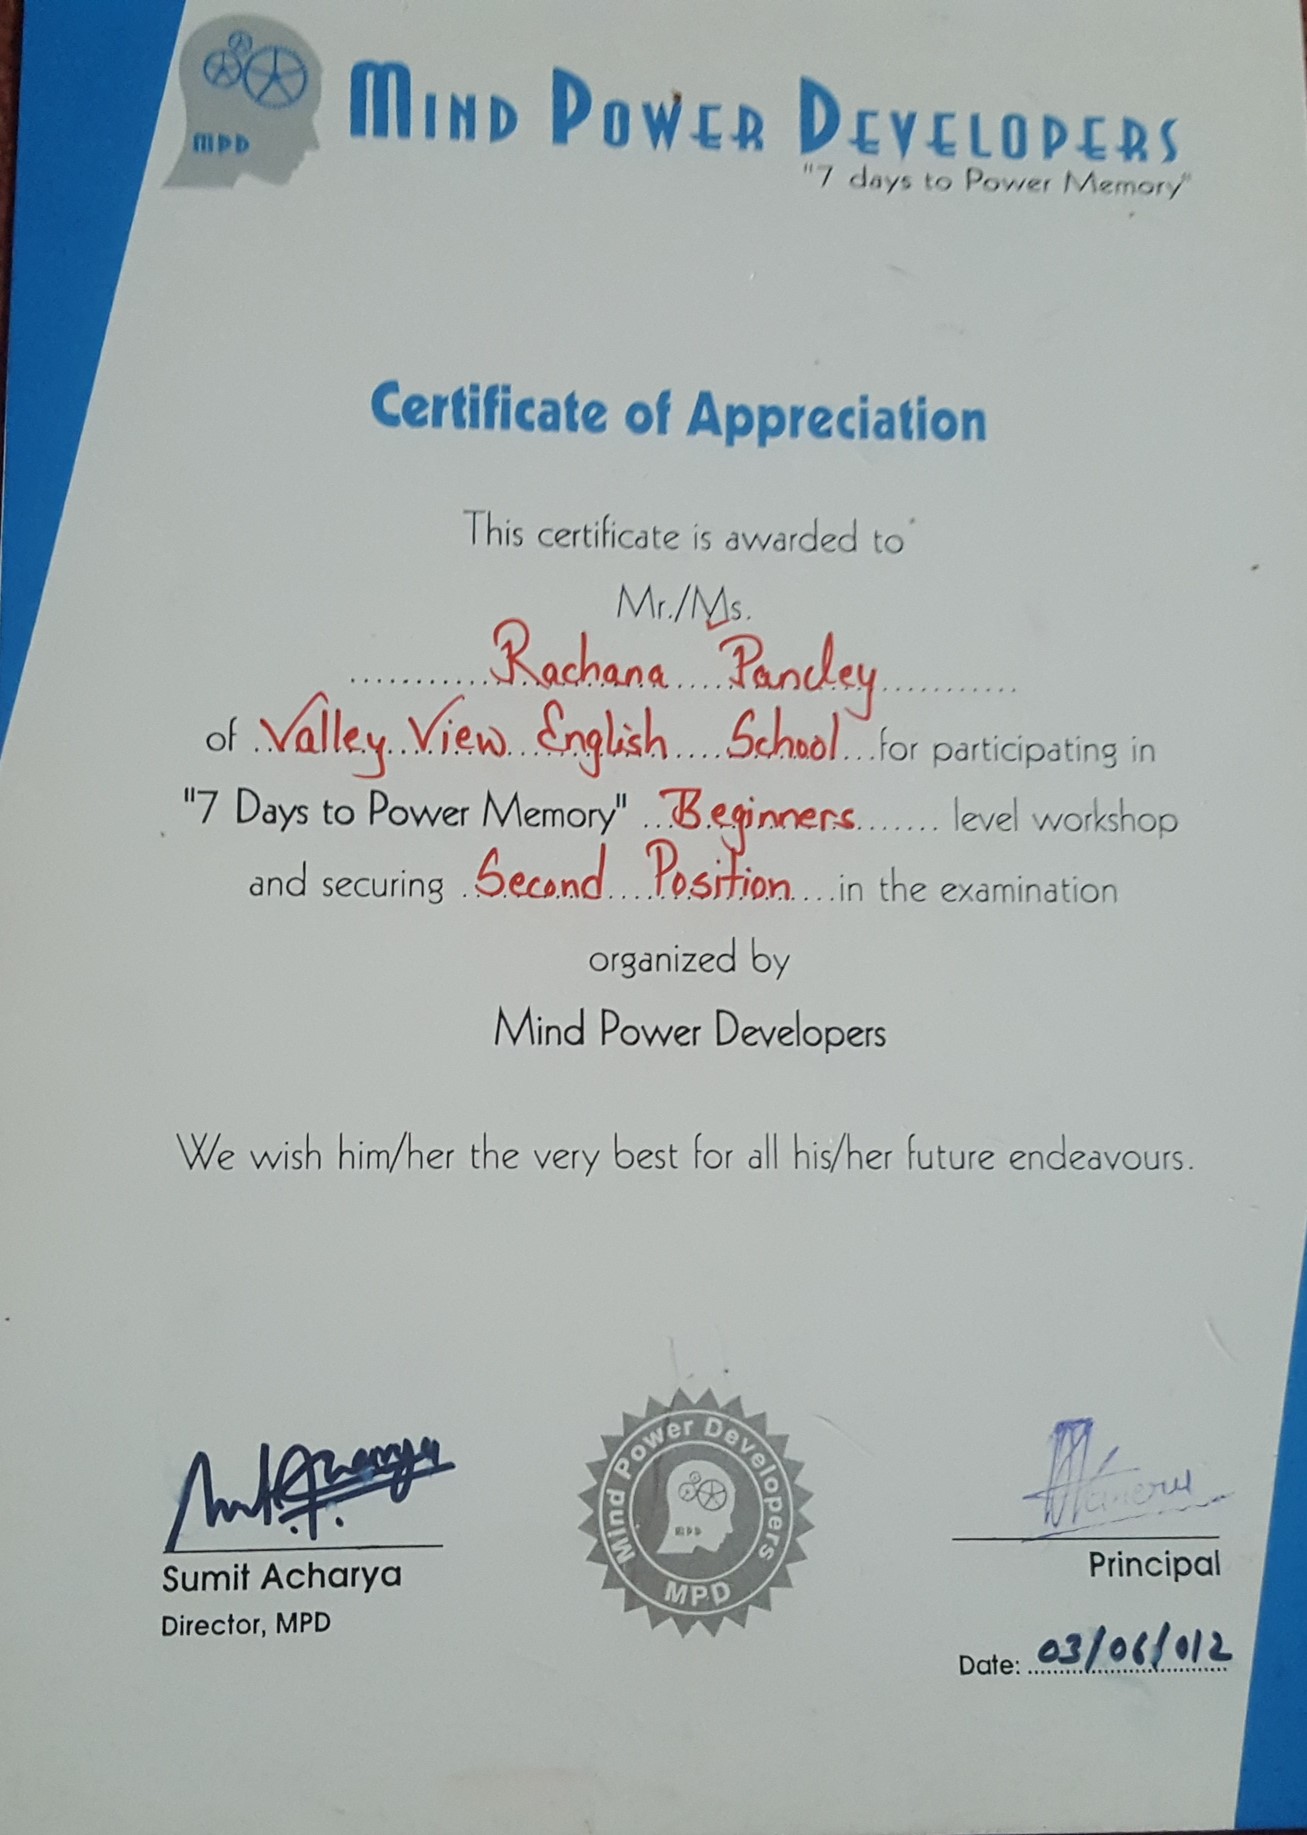 MPD
MIND POWER DEVELOPERS
"7 days to Power Memory"
Certificate of Appreciation
This certificate is awarded to
Mr./Ms.
...........Rachana.....Pandey............
of .Valley..View...English....School...for participating in
"7 Days to Power Memory" ...Beginners....... level workshop
and securing .Second....Position....in the examination
organized by
Mind Power Developers
We wish him/her the very best for all his/her future endeavours.
Mind Power Developers
MPD
MPD
Sumit Acharya
Director, MPD
Principal
Date: 03/06/012